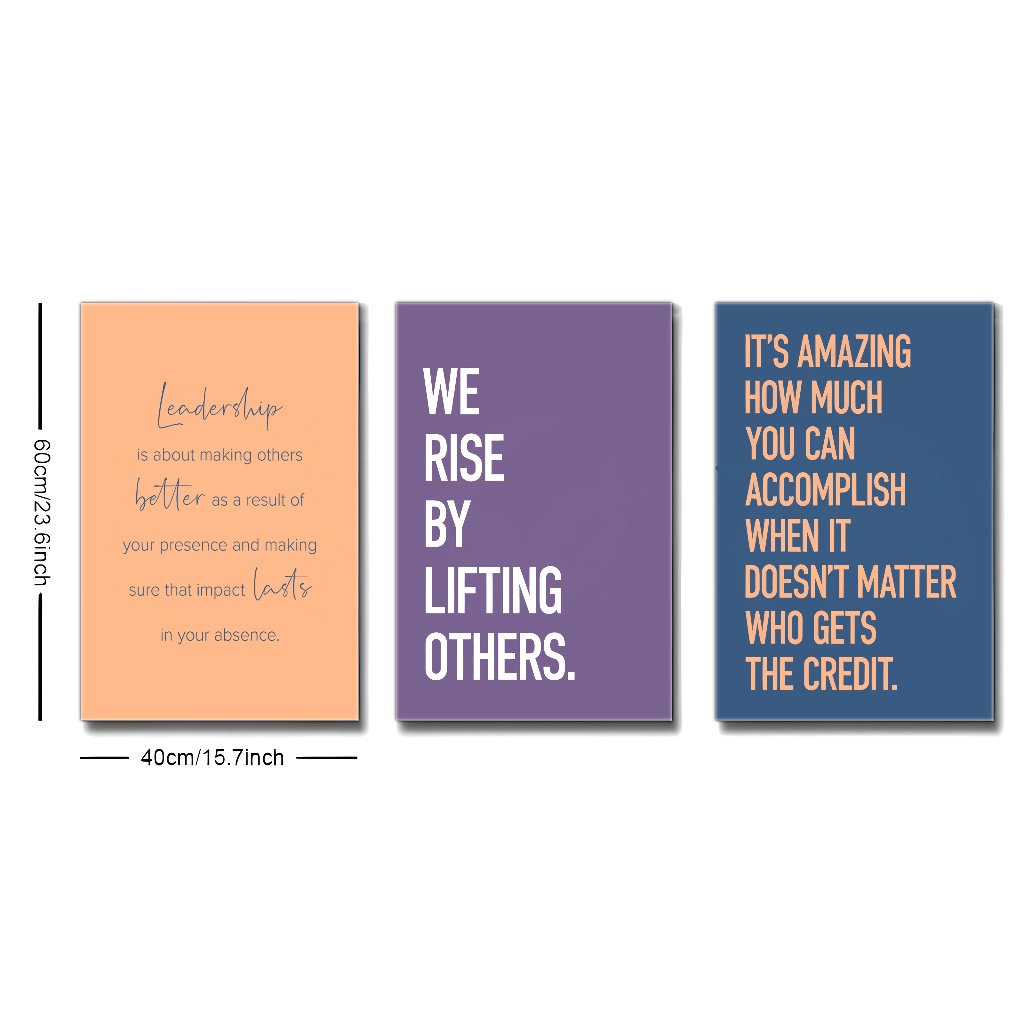 60cm/23.6inch
Leadership
is about making others
better as a result of
your presence and making
sure that impact lasts
in your absence.
40cm/15.7inch
WE
RISE
BY
LIFTING
OTHERS.
IT'S AMAZING
HOW MUCH
YOU CAN
ACCOMPLISH
WHEN IT
DOESN'T MATTER
WHO GETS
THE CREDIT.